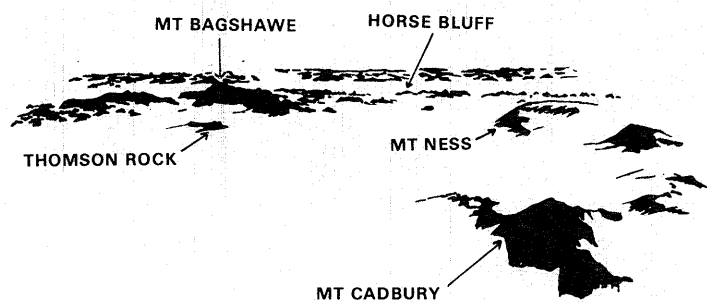 MT BAGSHAWE
HORSE BLUFF
THOMSON ROCK
MT NESS
MT CADBURY